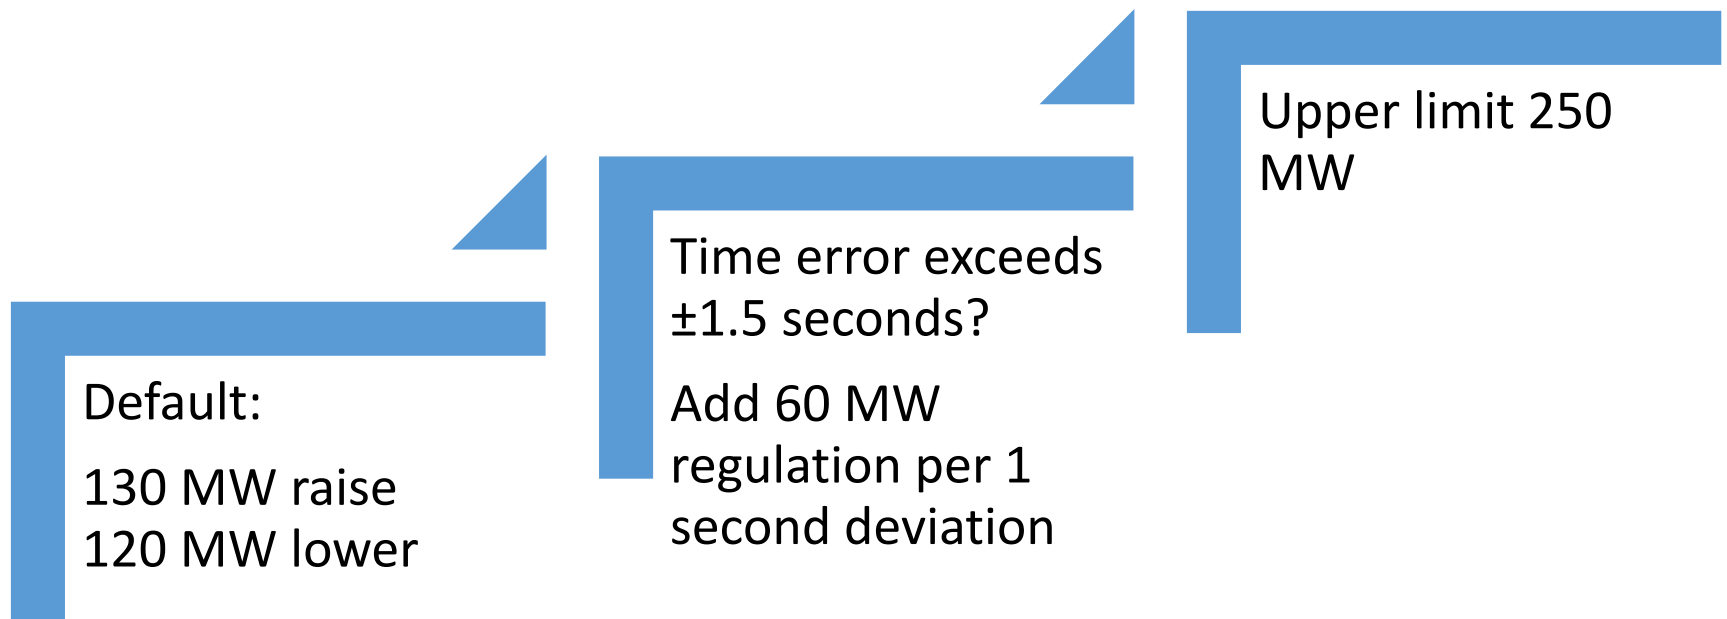 Default:
130 MW raise
120 MW lower
Time error exceeds
±1.5 seconds?
Add 60 MW
regulation per 1
second deviation
Upper limit 250
MW